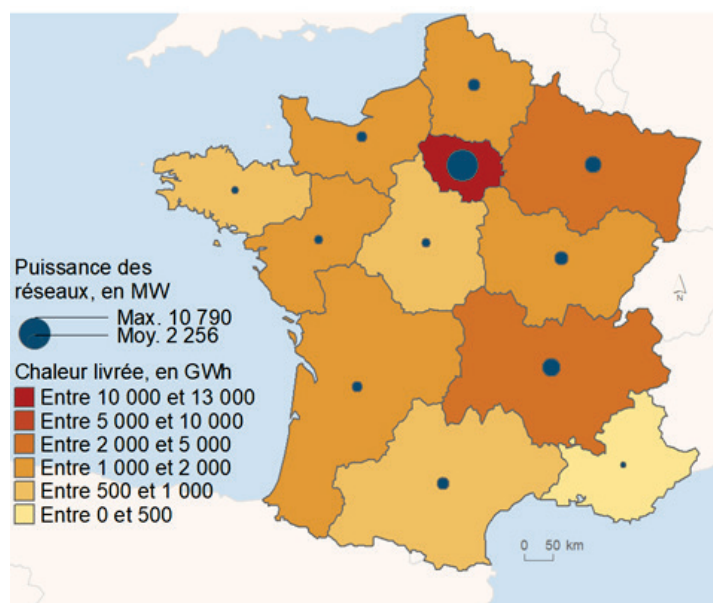 Puissance des
réseaux, en MW
Max. 10 790
Moy. 2 256
Chaleur livrée, en GWh
Entre 10 000 et 13 000
Entre 5 000 et 10 000
Entre 2 000 et 5 000
Entre 1 000 et 2 000
Entre 500 et 1 000
Entre 0 et 500
N
0 50 km